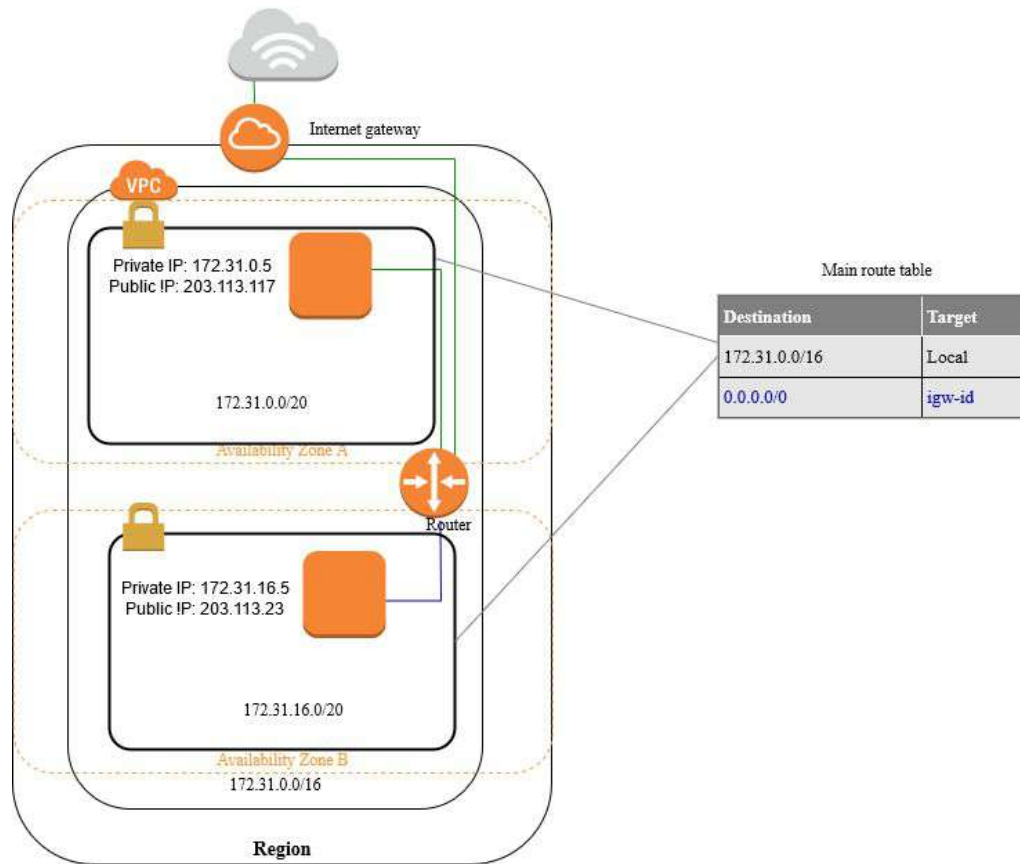 Internet gateway
VPC
Private IP: 172.31.0.5
Public !P: 203.113.117
172.31.0.0/20
Availability Zone A
Router
Private IP: 172.31.16.5
Public !P: 203.113.23
172.31.16.0/20
Availability Zone B
172.31.0.0/16
Region
Main route table
Destination Target
172.31.0.0/16 Local
0.0.0.0/0 igw-id